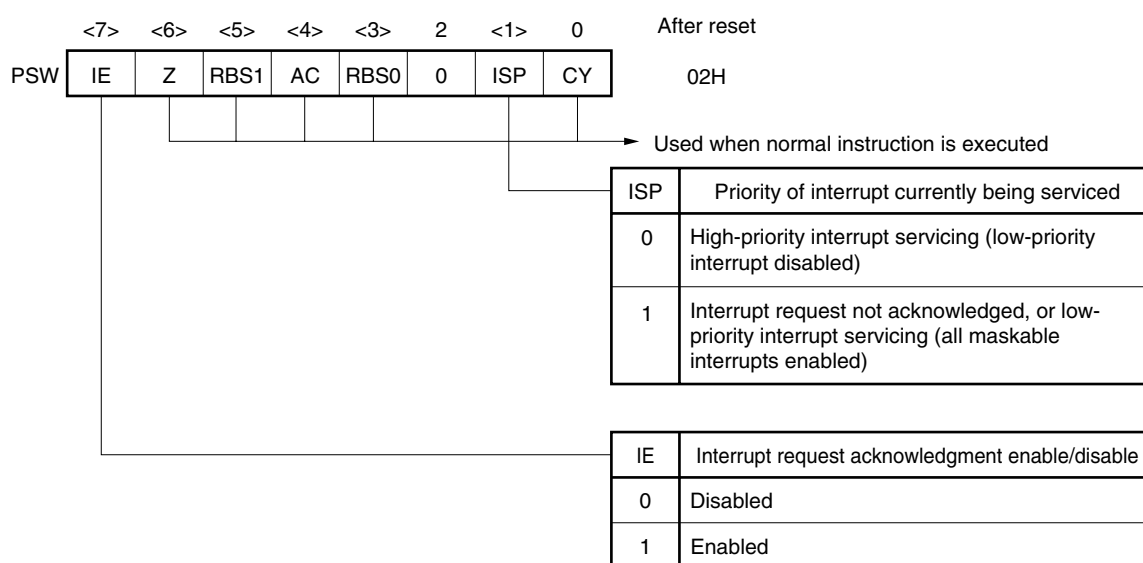 <7> <6> <5> <4> <3> 2 <1> 0 After reset
PSW IE Z RBS1 AC RBS0 0 ISP CY 02H
Used when normal instruction is executed
ISP Priority of interrupt currently being serviced
0 High-priority interrupt servicing (low-priority
interrupt disabled)
1 Interrupt request not acknowledged, or low-
priority interrupt servicing (all maskable
interrupts enabled)
IE Interrupt request acknowledgment enable/disable
0 Disabled
1 Enabled